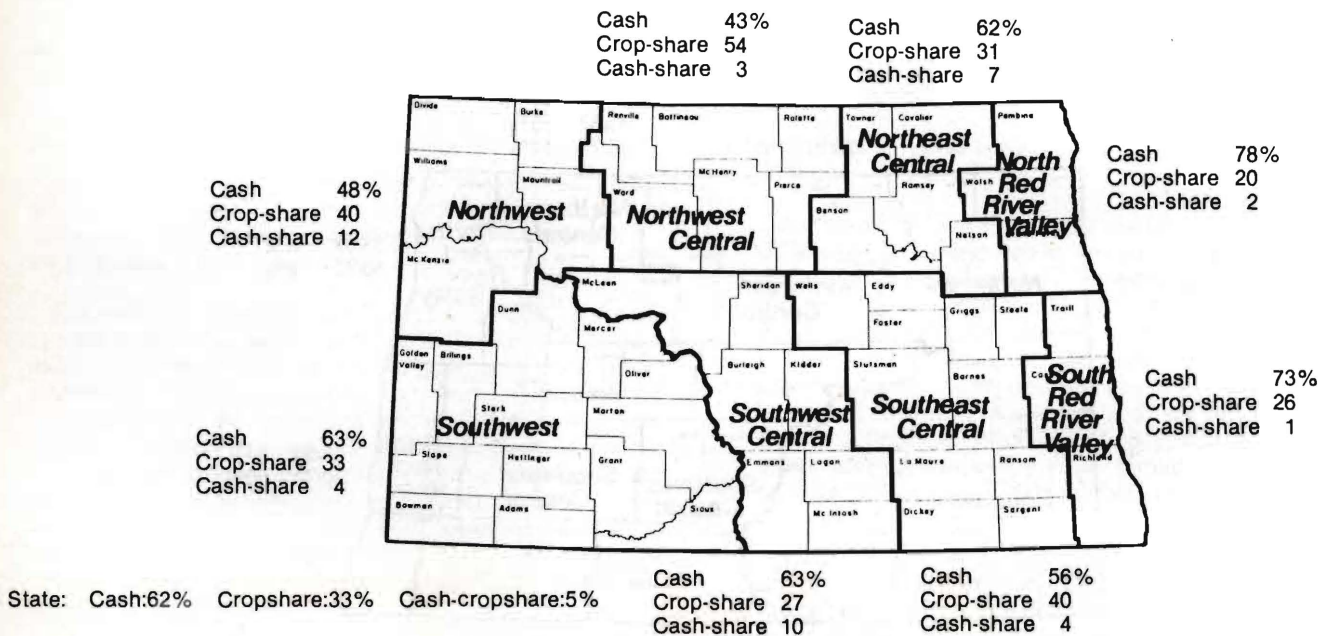 Cash 43%
Crop-share 54
Cash-share 3
Cash 62%
Crop-share 31
Cash-share 7
Cash 78%
Crop-share 20
Cash-share 2
Cash 48%
Crop-share 40
Cash-share 12
Divide
Burke
Renville
Bottineau
Rolette
Towner
Cavalier
Pembina
Northeast
Central
Williams
Mountrail
Ward
McHenry
Pierce
Ramsey
Walsh
North
Red
River
Valley
Northwest
Northwest
Central
Benson
Nelson
McKenzie
McLean
Sheridan
Wells
Eddy
Dunn
Mercer
Foster
Griggs
Steele
Traill
Golden
Valley
Billings
Oliver
Burleigh
Kidder
Stutsman
Barnes
South
Red
River
Valley
Cash 73%
Crop-share 26
Cash-share 1
Stark
Morton
Southwest
Southwest
Central
Southeast
Central
Cash 63%
Crop-share 33
Cash-share 4
Slope
Hettinger
Grant
Emmons
Logan
La Moure
Ransom
Richland
Bowman
Adams
Sioux
McIntosh
Dickey
Sargent
Cash 63%
Crop-share 27
Cash-share 10
Cash 56%
Crop-share 40
Cash-share 4
State: Cash:62% Cropshare:33% Cash-cropshare:5%